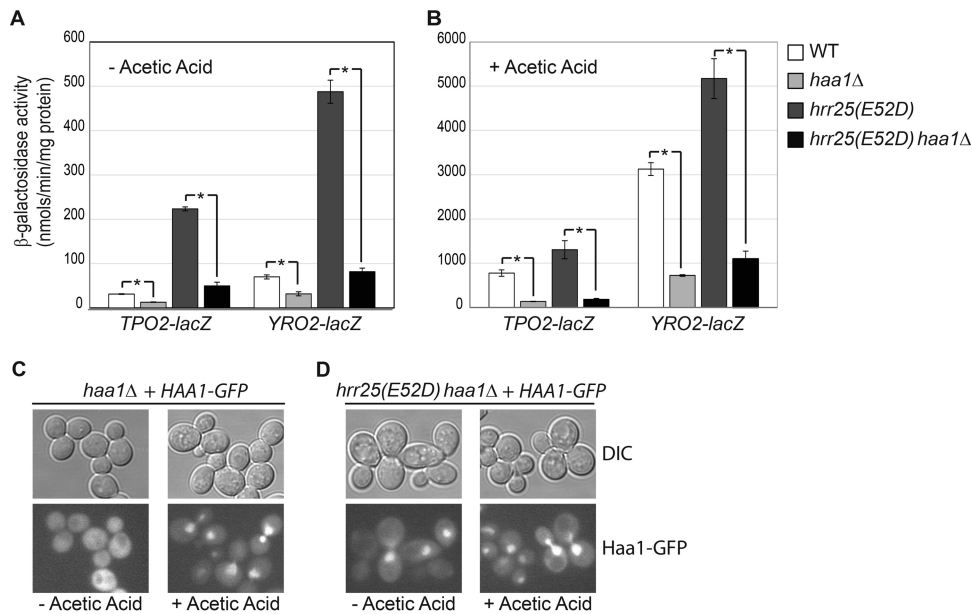 A
- Acetic Acid
β-galactosidase activity
(nmols/min/mg protein)
600
500
400
300
200
100
0
*
*
*
*
TPO2-lacZ
YRO2-lacZ
B
+ Acetic Acid
6000
5000
4000
3000
2000
1000
0
*
*
*
*
TPO2-lacZ
YRO2-lacZ
WT
haa1Δ
hrr25(E52D)
hrr25(E52D) haa1Δ
C
haa1Δ + HAA1-GFP
- Acetic Acid
+ Acetic Acid
D
hrr25(E52D) haa1Δ + HAA1-GFP
DIC
Haa1-GFP
- Acetic Acid
+ Acetic Acid